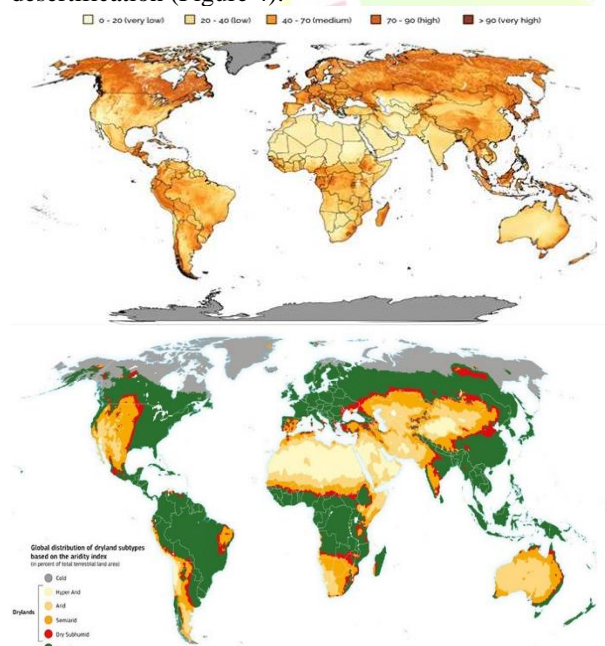 desertification (Figure 4).
0 - 20 (very low) 20 - 40 (low) 40 - 70 (medium) 70 - 90 (high) > 90 (very high)
Global distribution of dryland subtypes
based on the aridity index
(in percent of total terrestrial land area)
Cold
Hyper Arid
Arid
Drylands
Semiarid
Dry Subhumid